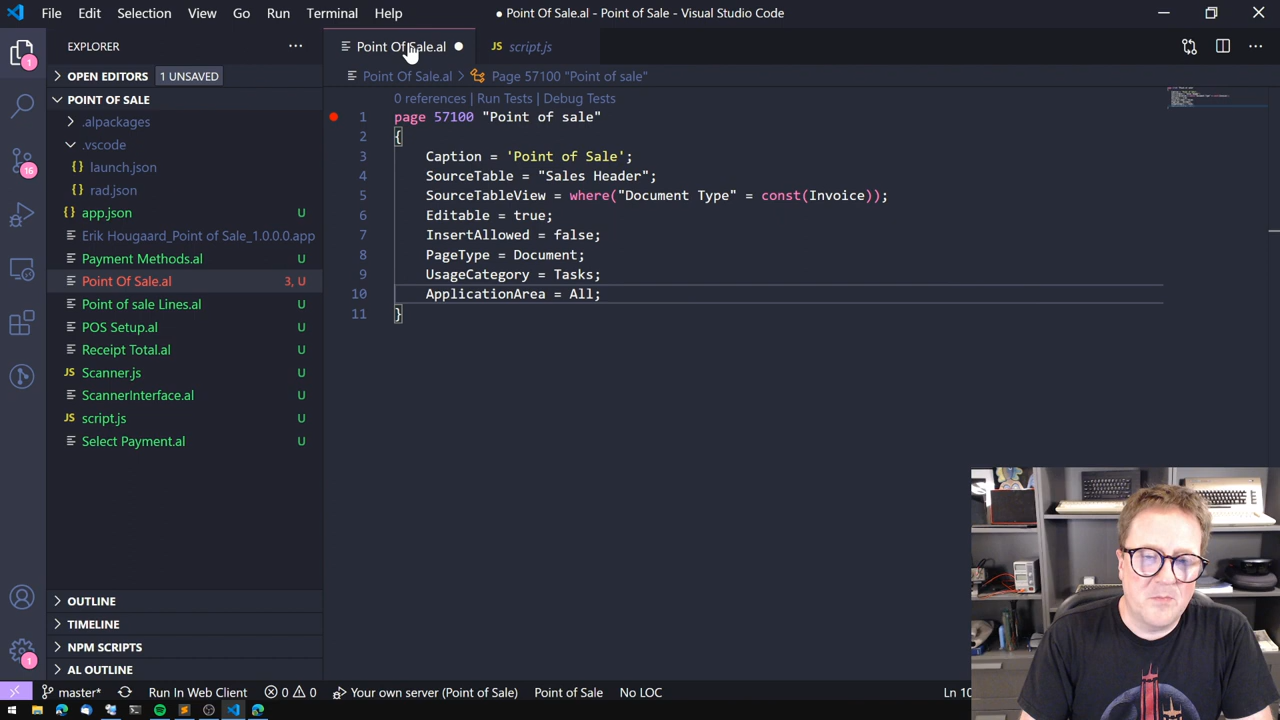 File Edit Selection View Go Run Terminal Help
● Point Of Sale.al - Point of Sale - Visual Studio Code
EXPLORER
Point Of Sale.al
JS script.js
OPEN EDITORS 1 UNSAVED
Point Of Sale.al > Page 57100 "Point of sale"
POINT OF SALE
.alpackages
.vscode
launch.json
rad.json
{} app.json U
Erik Hougaard_Point of Sale_1.0.0.0.app
Payment Methods.al U
Point Of Sale.al 3, U
Point of sale Lines.al U
POS Setup.al U
Receipt Total.al U
JS Scanner.js U
ScannerInterface.al U
JS script.js U
Select Payment.al U
OUTLINE
TIMELINE
NPM SCRIPTS
AL OUTLINE
0 references | Run Tests | Debug Tests
1 page 57100 "Point of sale"
2 {
3 Caption = 'Point of Sale';
4 SourceTable = "Sales Header";
5 SourceTableView = where("Document Type" = const(Invoice));
6 Editable = true;
7 InsertAllowed = false;
8 PageType = Document;
9 UsageCategory = Tasks;
10 ApplicationArea = All;
11 }
1
16
1
master* Run In Web Client 0 0 Your own server (Point of Sale) Point of Sale No LOC Ln 10